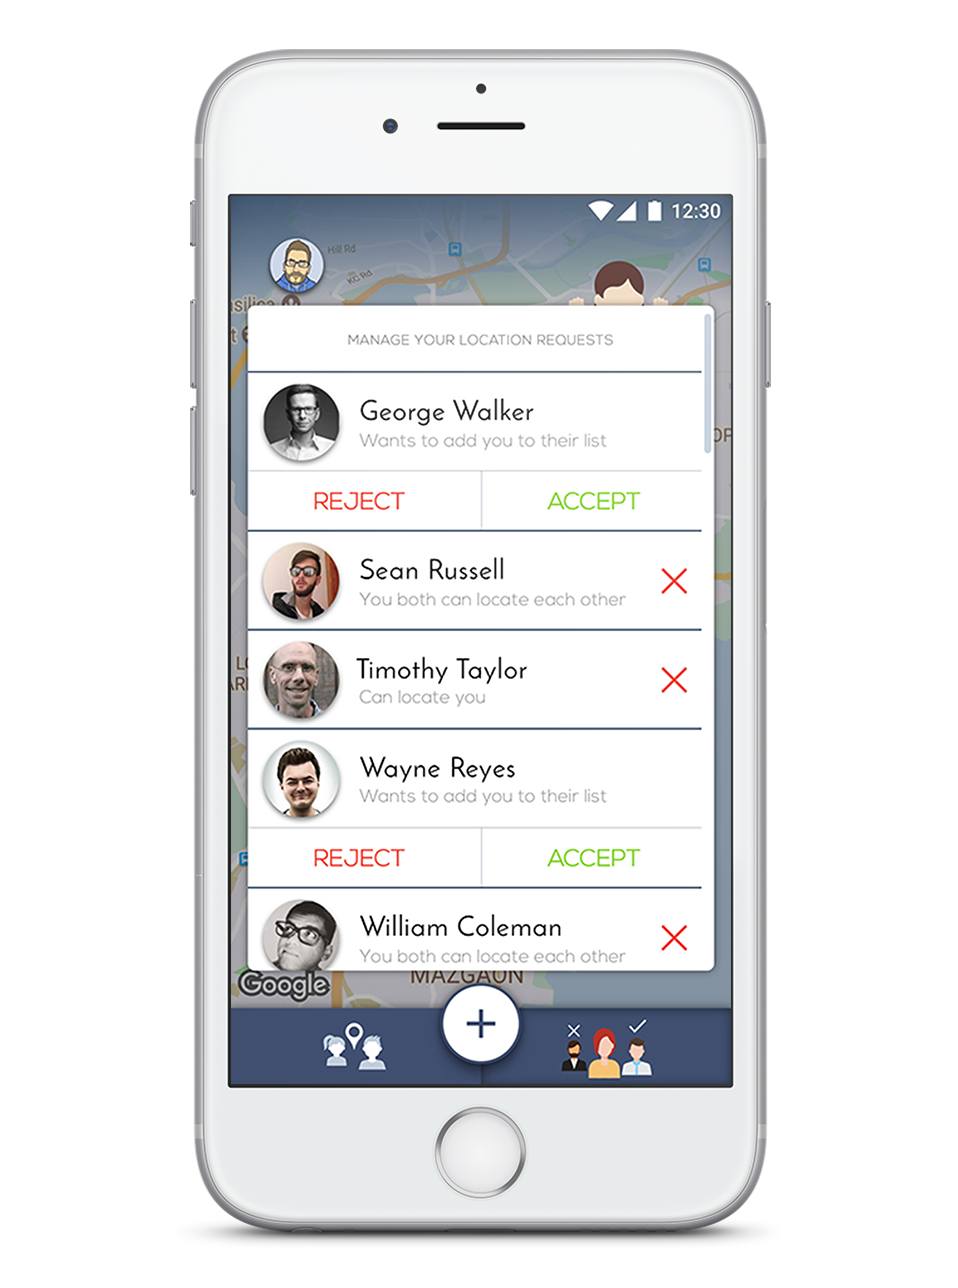 12:30
Hill Rd
KC Rd
MANAGE YOUR LOCATION REQUESTS
George Walker
Wants to add you to their list
REJECT ACCEPT
Sean Russell
You both can locate each other
Timothy Taylor
Can locate you
Wayne Reyes
Wants to add you to their list
REJECT ACCEPT
William Coleman
You both can locate each other
Google
MAZGAON